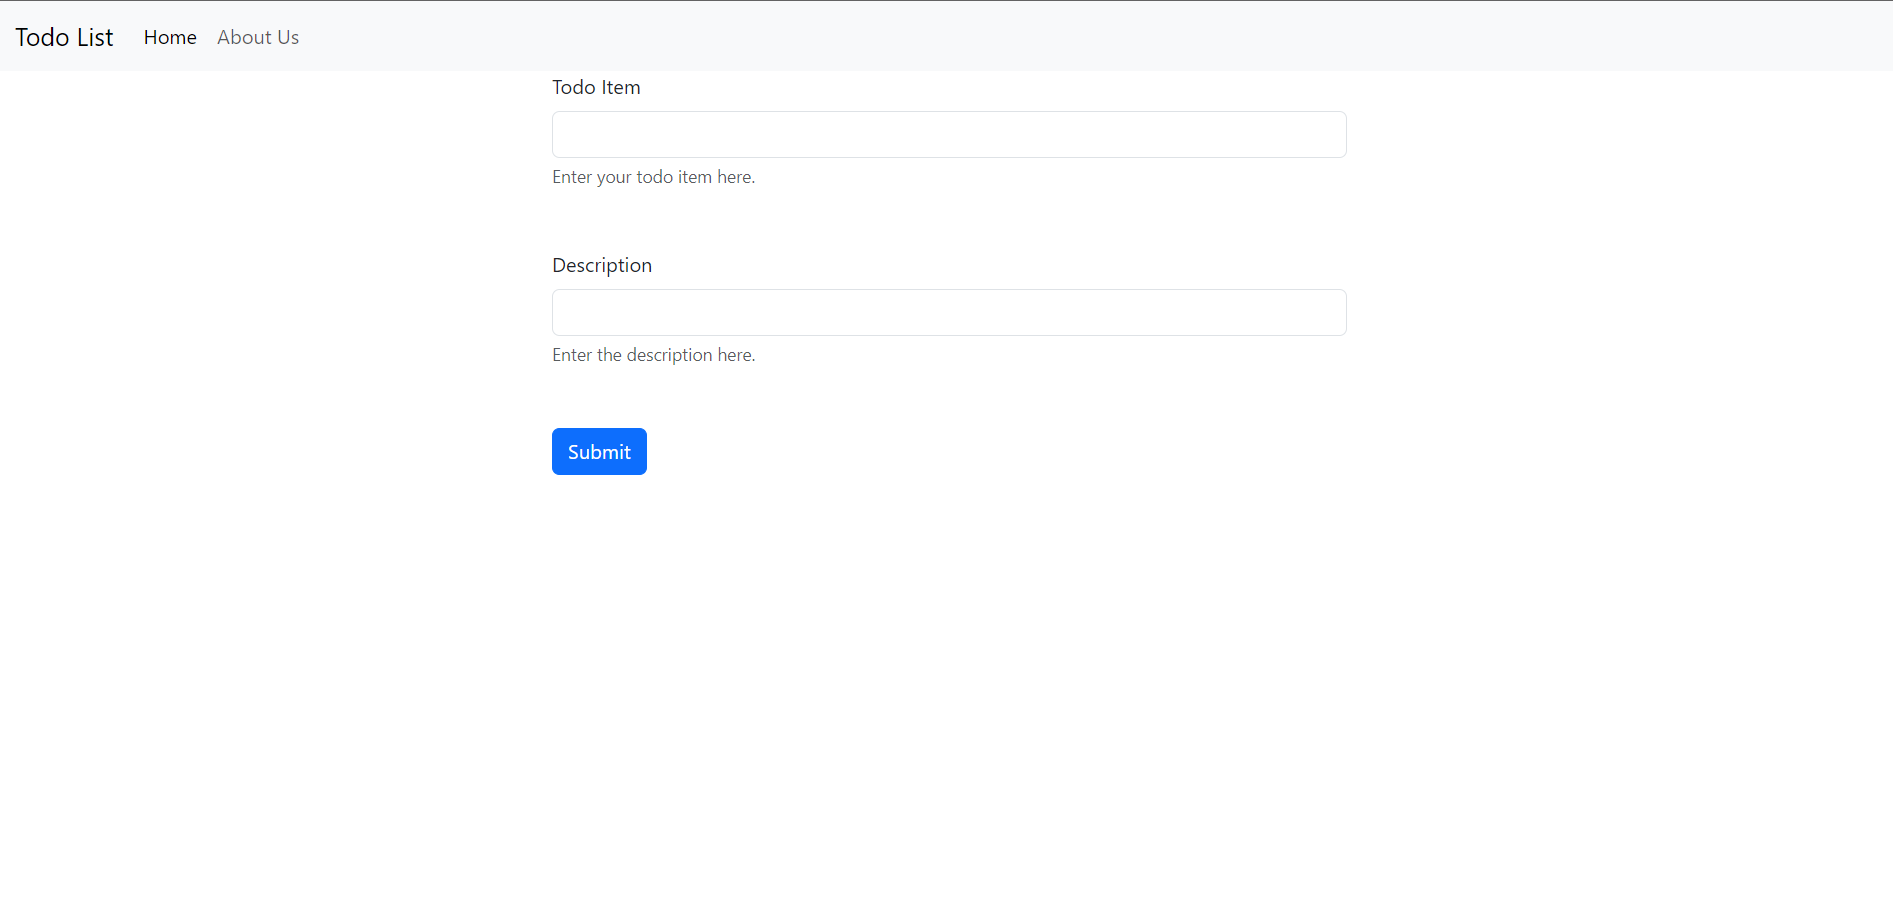 Todo List Home About Us
Todo Item
Enter your todo item here.
Description
Enter the description here.
Submit